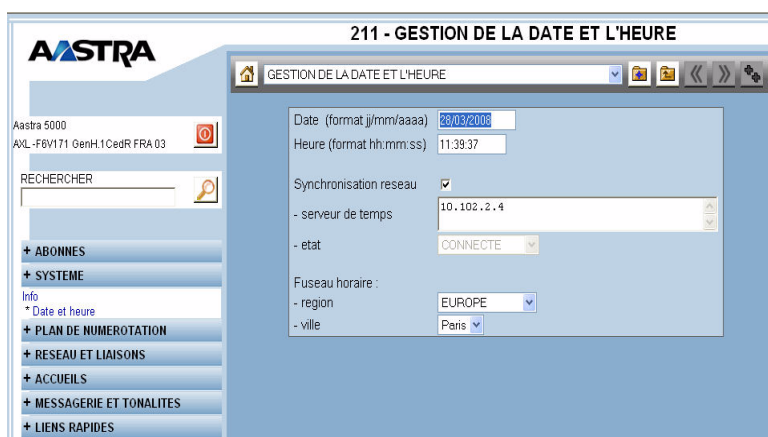 211 - GESTION DE LA DATE ET L'HEURE
AASTRA
GESTION DE LA DATE ET L'HEURE
Aastra 5000
AXL -F6V171 GenH.1CedR FRA 03
RECHERCHER
+ ABONNES
+ SYSTEME
Info
* Date et heure
+ PLAN DE NUMEROTATION
+ RESEAU ET LIAISONS
+ ACCUEILS
+ MESSAGERIE ET TONALITES
+ LIENS RAPIDES
Date (format jj/mm/aaaa) 28/03/2008
Heure (format hh:mm:ss) 11:39:37
Synchronisation reseau
- serveur de temps 10.102.2.4
- etat CONNECTE
Fuseau horaire :
- region EUROPE
- ville Paris